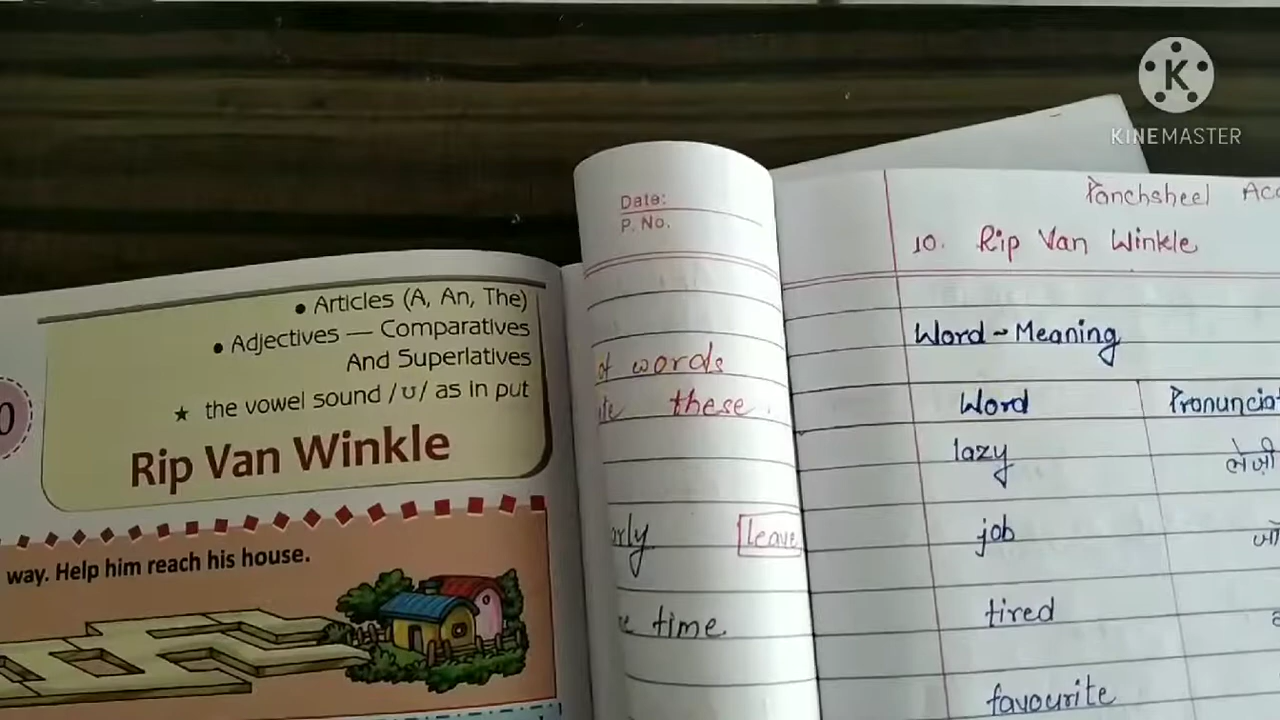 KINEMASTER
• Articles (A, An, The)
• Adjectives — Comparatives
And Superlatives
★ the vowel sound /ʊ/ as in put
Rip Van Winkle
way. Help him reach his house.
Date:
P. No.
of words
these.
leave
time.
Panchsheel
10. Rip Van Winkle
Word - Meaning
Word
lazy
लेज़ी
job
tired
favourite